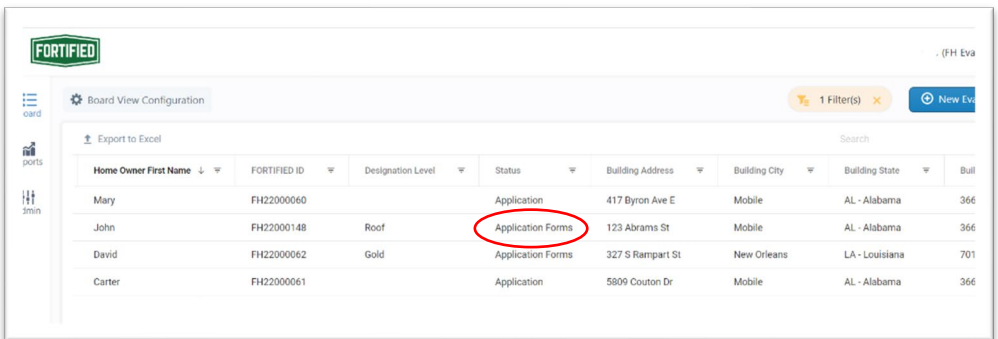 FORTIFIED
. (FH Eva
oard
Board View Configuration
1 Filter(s) ×
New Eva
ports
Export to Excel
Search
Home Owner First Name ↓ FORTIFIED ID Designation Level Status Building Address Building City Building State Buil
dmin
Mary FH22000060 Application 417 Byron Ave E Mobile AL - Alabama 366
John FH22000148 Roof Application Forms 123 Abrams St Mobile AL - Alabama 366
David FH22000062 Gold Application Forms 327 S Rampart St New Orleans LA - Louisiana 701
Carter FH22000061 Application 5809 Couton Dr Mobile AL - Alabama 366